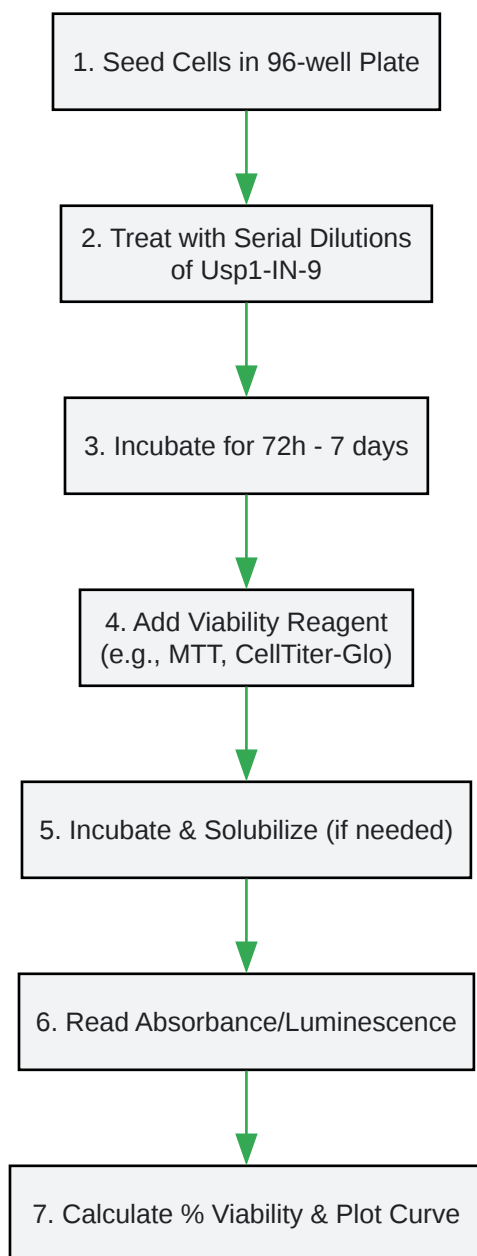 1. Seed Cells in 96-well Plate
2. Treat with Serial Dilutions
of Usp1-IN-9
3. Incubate for 72h - 7 days
4. Add Viability Reagent
(e.g., MTT, CellTiter-Glo)
5. Incubate & Solubilize (if needed)
6. Read Absorbance/Luminescence
7. Calculate % Viability & Plot Curve